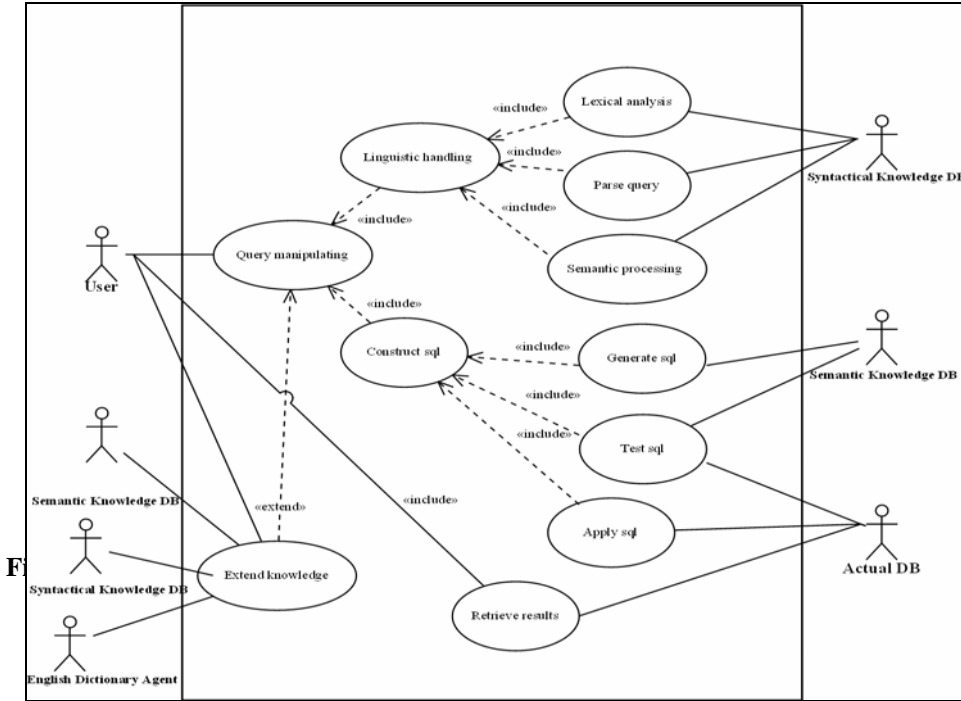 Lexical analysis
«include»
Linguistic handling
«include»
Parse query
Syntactical Knowledge DB
«include»
«include»
Query manipulating
Semantic processing
User
«include»
Construct sql
«include»
Generate sql
Semantic Knowledge DB
«include»
«include»
Test sql
Semantic Knowledge DB
«extend»
«include»
Apply sql
Actual DB
Fi
Extend knowledge
Syntactical Knowledge DB
Retrieve results
English Dictionary Agent